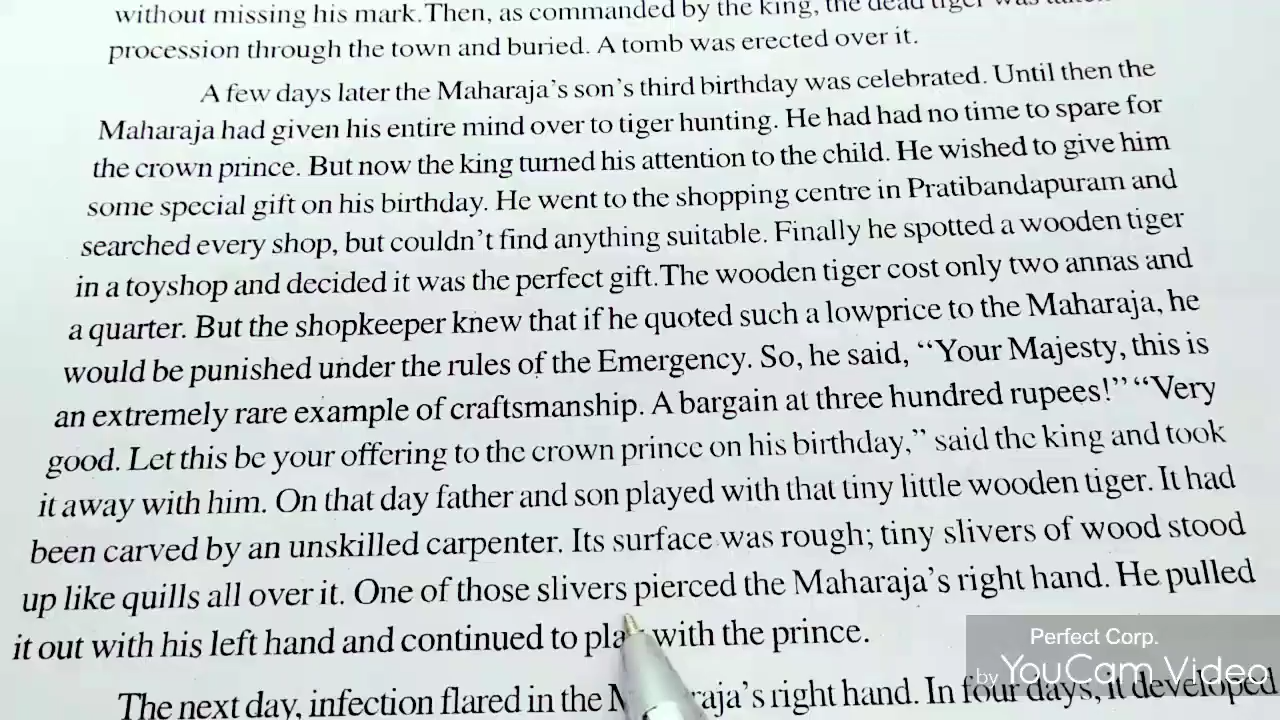 without missing his mark.Then, as commanded by the king, the dead tiger was
procession through the town and buried. A tomb was erected over it.
A few days later the Maharaja's son's third birthday was celebrated. Until then the
Maharaja had given his entire mind over to tiger hunting. He had had no time to spare for
the crown prince. But now the king turned his attention to the child. He wished to give him
some special gift on his birthday. He went to the shopping centre in Pratibandapuram and
searched every shop, but couldn't find anything suitable. Finally he spotted a wooden tiger
in a toyshop and decided it was the perfect gift.The wooden tiger cost only two annas and
a quarter. But the shopkeeper knew that if he quoted such a lowprice to the Maharaja, he
would be punished under the rules of the Emergency. So, he said, “Your Majesty, this is
an extremely rare example of craftsmanship. A bargain at three hundred rupees!” “Very
good. Let this be your offering to the crown prince on his birthday,” said the king and took
it away with him. On that day father and son played with that tiny little wooden tiger. It had
been carved by an unskilled carpenter. Its surface was rough; tiny slivers of wood stood
up like quills all over it. One of those slivers pierced the Maharaja's right hand. He pulled
it out with his left hand and continued to with the prince.
The next day, infection flared in the right hand. In four days, it developed
Perfect Corp.
by YouCam Video